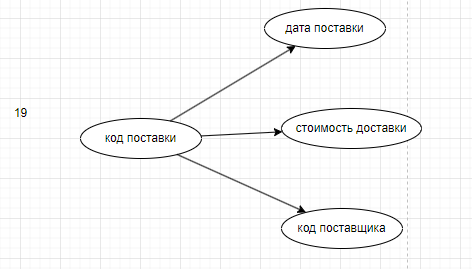 дата поставки
19
стоимость доставки
код поставки
код поставщика